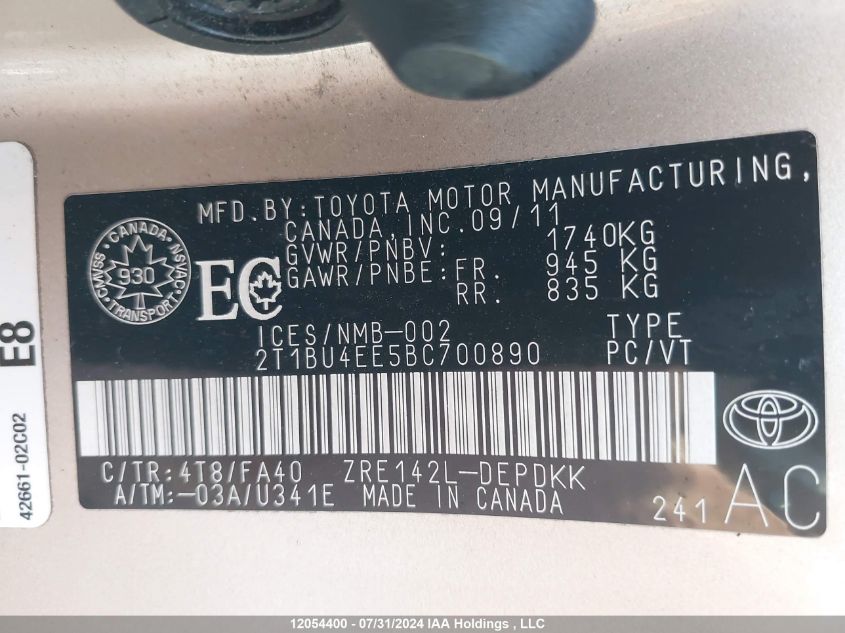 MFD.BY:TOYOTA MOTOR MANUFACTURING,
CANADA,INC.09/11
GVWR/PNBV: 1740KG
GAWR/PNBE:FR. 945 KG
RR. 835 KG
CANADA
CMVSS 930 NSVAC
TRANSPORT
EC
ICES/NMB-002 TYPE
2T1BU4EE5BC700890 PC/VT
C/TR:4T8/FA40 ZRE142L-DEPDKK
A/TM:-03A/U341E MADE IN CANADA
241 AC
E8
42661-02C02
12054400 - 07/31/2024 IAA Holdings , LLC